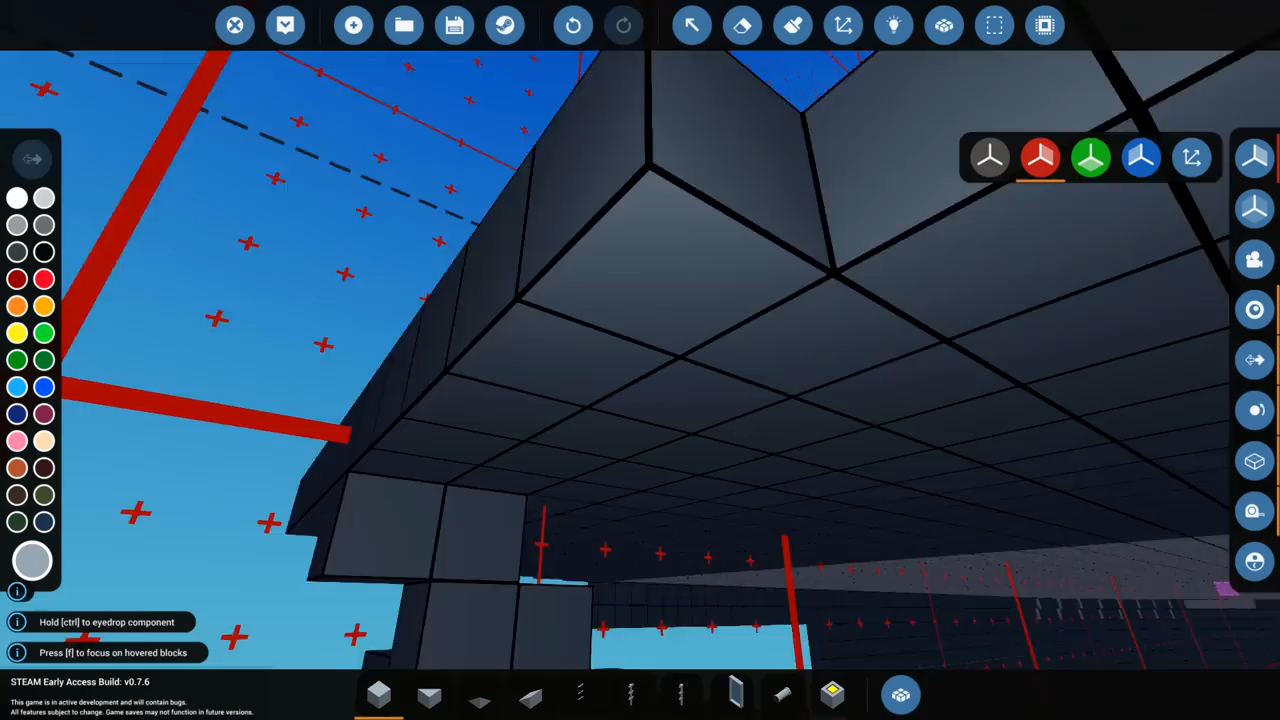 Hold [ctrl] to eyedrop component
Press [f] to focus on hovered blocks
STEAM Early Access Build: v0.7.6
This game is in active development and will contain bugs.
All features subject to change. Game saves may not function in future versions.